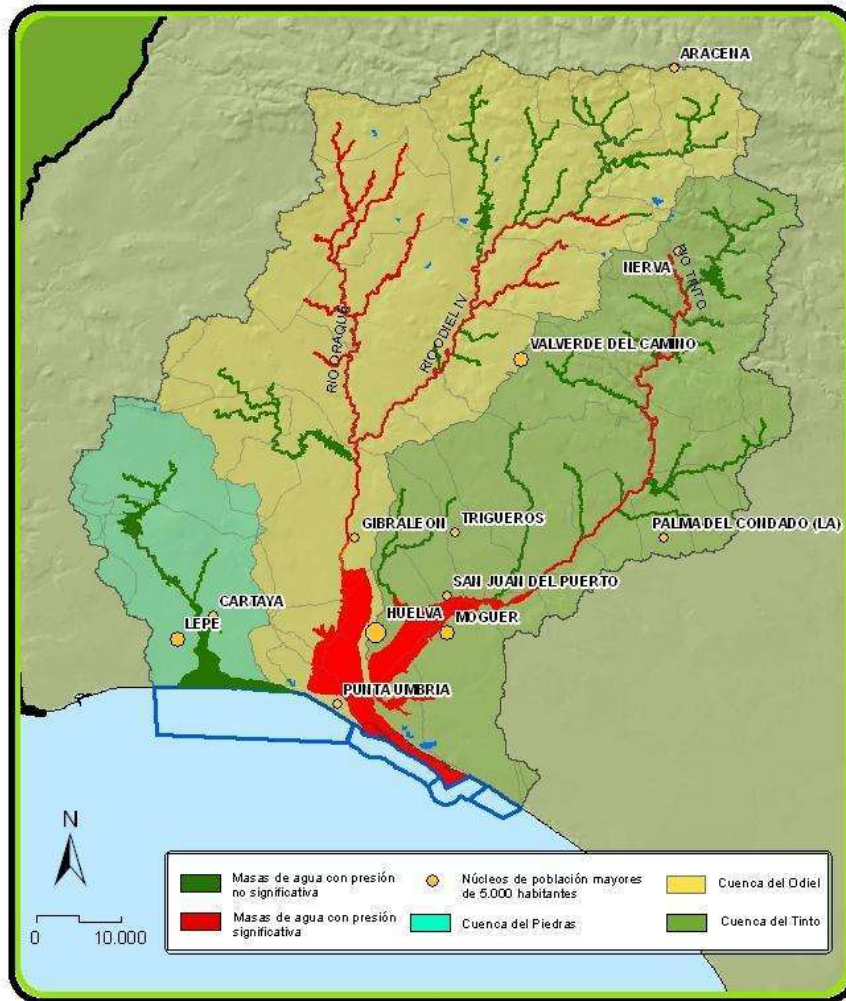 ARACENA
NERVA
RIO TINTO
RIO ORAQUE
RIO ODIEL IV
VALVERDE DEL CAMINO
GIBRALEON
TRIGUEROS
PALMA DEL CONDADO (LA)
SAN JUAN DEL PUERTO
CARTAYA
LEPE
HUELVA
MOGUER
PUNTA UMBRIA
N
0 10.000
Masas de agua con presión
no significativa
Masas de agua con presión
significativa
Núcleos de población mayores
de 5.000 habitantes
Cuenca del Piedras
Cuenca del Odiel
Cuenca del Tinto